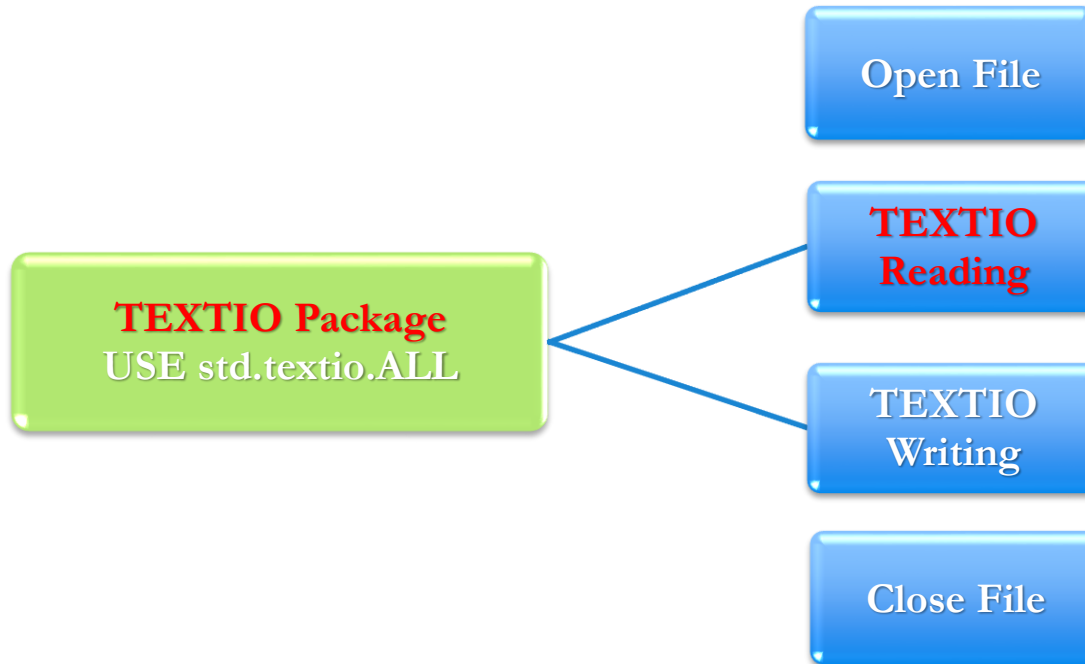 Open File
TEXTIO
Reading
TEXTIO Package
USE std.textio.ALL
TEXTIO
Writing
Close File